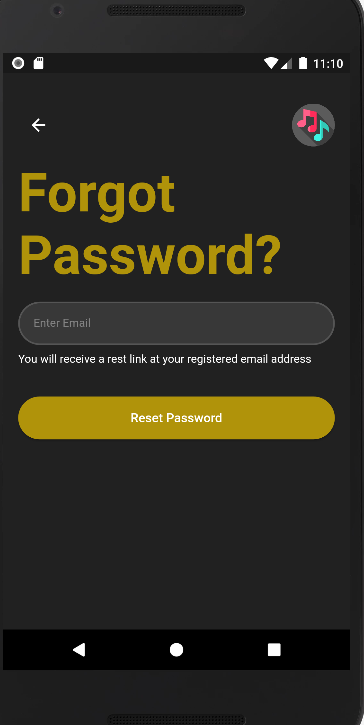 11:10
Forgot
Password?
Enter Email
You will receive a rest link at your registered email address
Reset Password